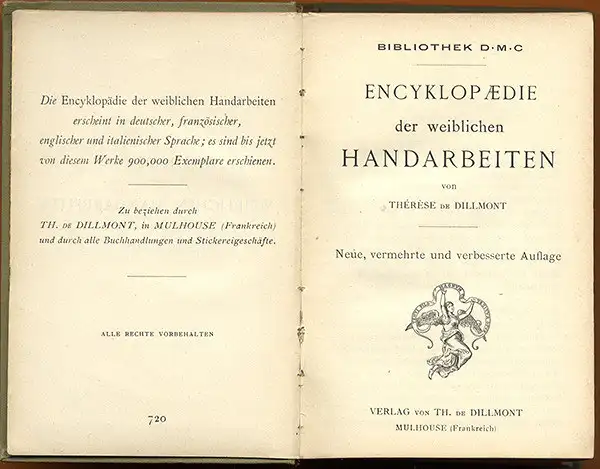 Die Encyklopädie der weiblichen Handarbeiten
erscheint in deutscher, französischer,
englischer und italienischer Sprache; es sind bis jetzt
von diesem Werke 900,000 Exemplare erschienen.
Zu beziehen durch
TH. DE DILLMONT, in MULHOUSE (Frankreich)
und durch alle Buchhandlungen und Stickereigeschäfte.
ALLE RECHTE VORBEHALTEN
720
BIBLIOTHEK D·M·C
ENCYKLOPÆDIE
der weiblichen
HANDARBEITEN
von
THÉRÈSE DE DILLMONT
Neue, vermehrte und verbesserte Auflage
VERLAG VON TH. DE DILLMONT
MULHOUSE (Frankreich)